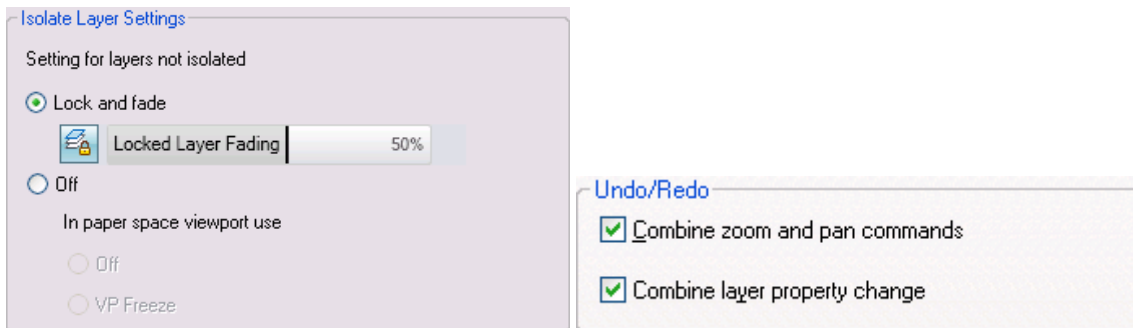 Isolate Layer Settings
Setting for layers not isolated
Lock and fade
Locked Layer Fading 50%
Off
In paper space viewport use
Off
VP Freeze
Undo/Redo
Combine zoom and pan commands
Combine layer property change